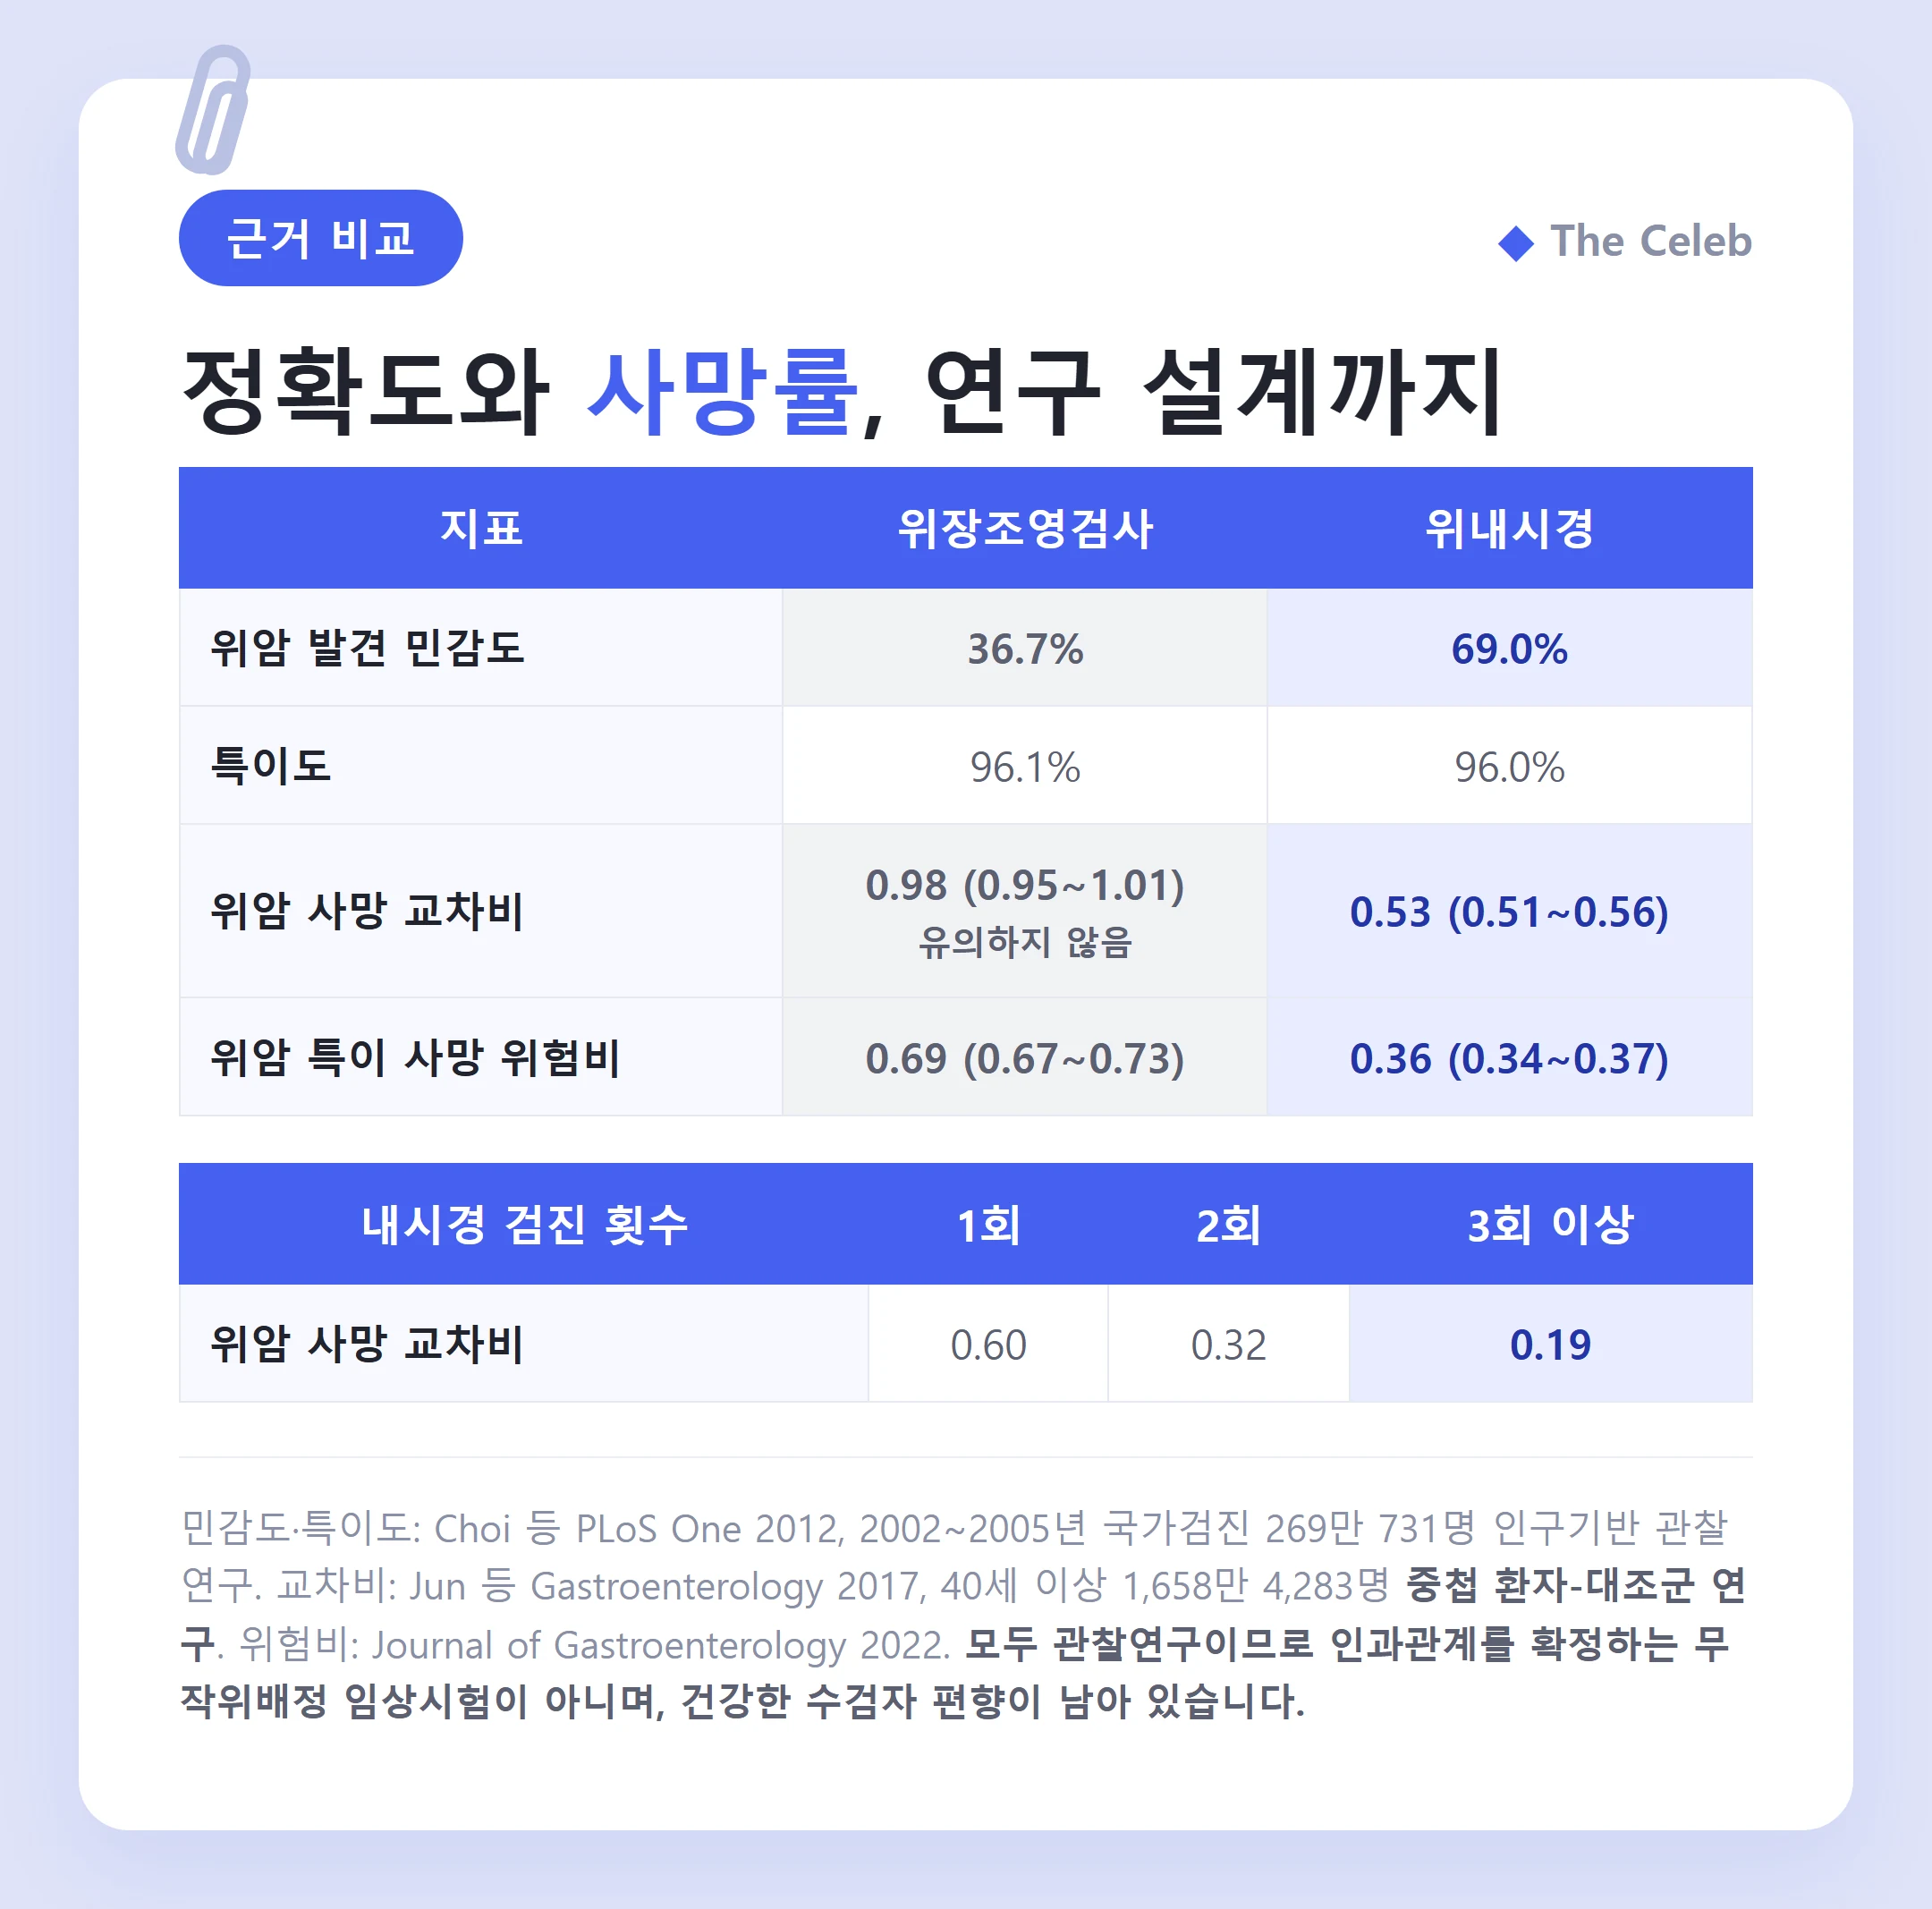 근거 비교
The Celeb
정확도와 사망률, 연구 설계까지
지표 위장조영검사 위내시경
위암 발견 민감도 36.7% 69.0%
특이도 96.1% 96.0%
위암 사망 교차비 0.98 (0.95~1.01) 유의하지 않음 0.53 (0.51~0.56)
위암 특이 사망 위험비 0.69 (0.67~0.73) 0.36 (0.34~0.37)
내시경 검진 횟수 1회 2회 3회 이상
위암 사망 교차비 0.60 0.32 0.19
민감도·특이도: Choi 등 PLoS One 2012, 2002~2005년 국가검진 269만 731명 인구기반 관찰
연구. 교차비: Jun 등 Gastroenterology 2017, 40세 이상 1,658만 4,283명 중첩 환자-대조군 연
구. 위험비: Journal of Gastroenterology 2022. 모두 관찰연구이므로 인과관계를 확정하는 무
작위배정 임상시험이 아니며, 건강한 수검자 편향이 남아 있습니다.